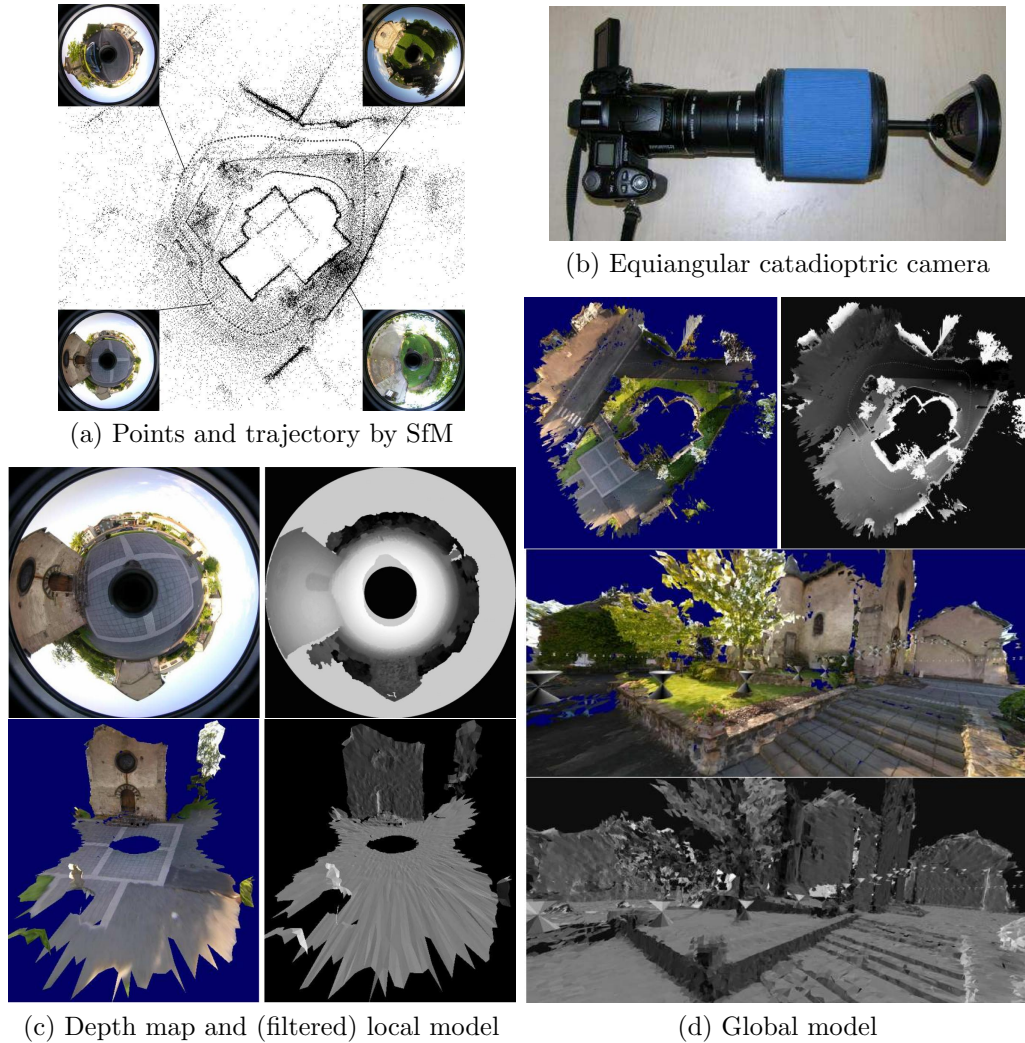 (a) Points and trajectory by SfM
(b) Equiangular catadioptric camera
(c) Depth map and (filtered) local model
(d) Global model